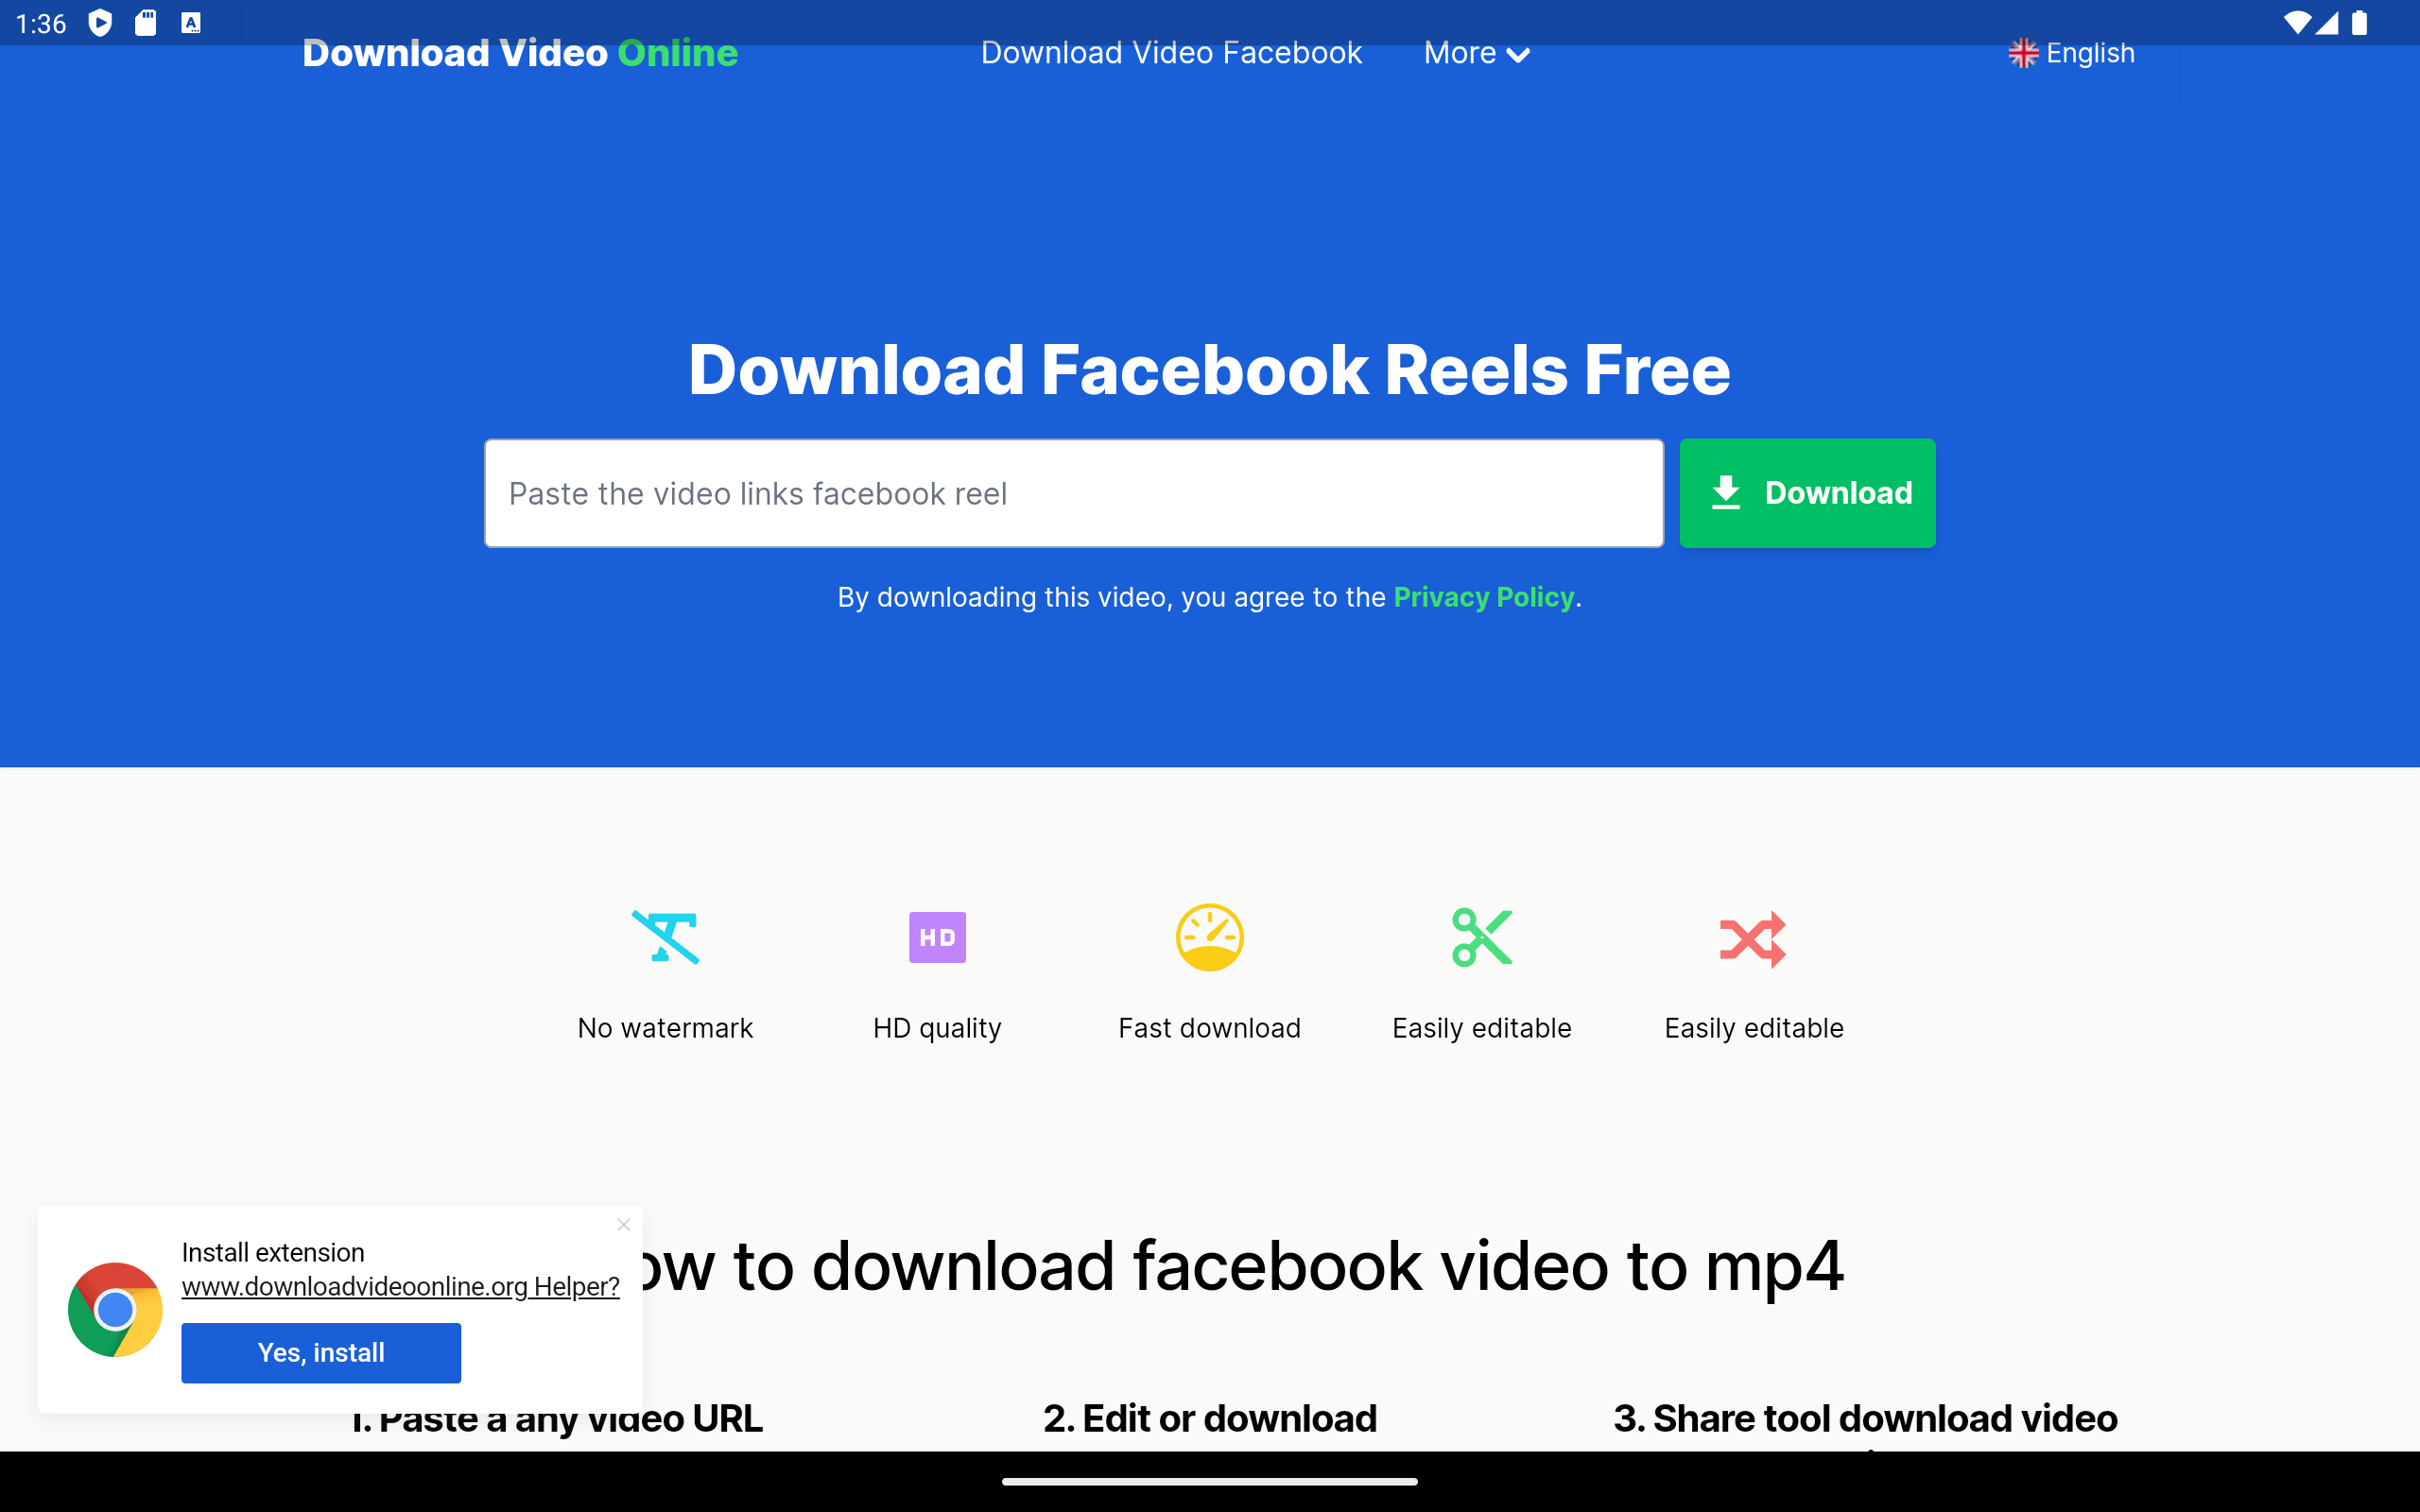 1:36
Download Video Online
Download Video Facebook
More
English
Download Facebook Reels Free
Paste the video links facebook reel
Download
By downloading this video, you agree to the Privacy Policy.
HD
No watermark
HD quality
Fast download
Easily editable
Easily editable
Install extension
www.downloadvideoonline.org Helper?
Yes, install
ow to download facebook video to mp4
1. Paste a any video URL
2. Edit or download
3. Share tool download video